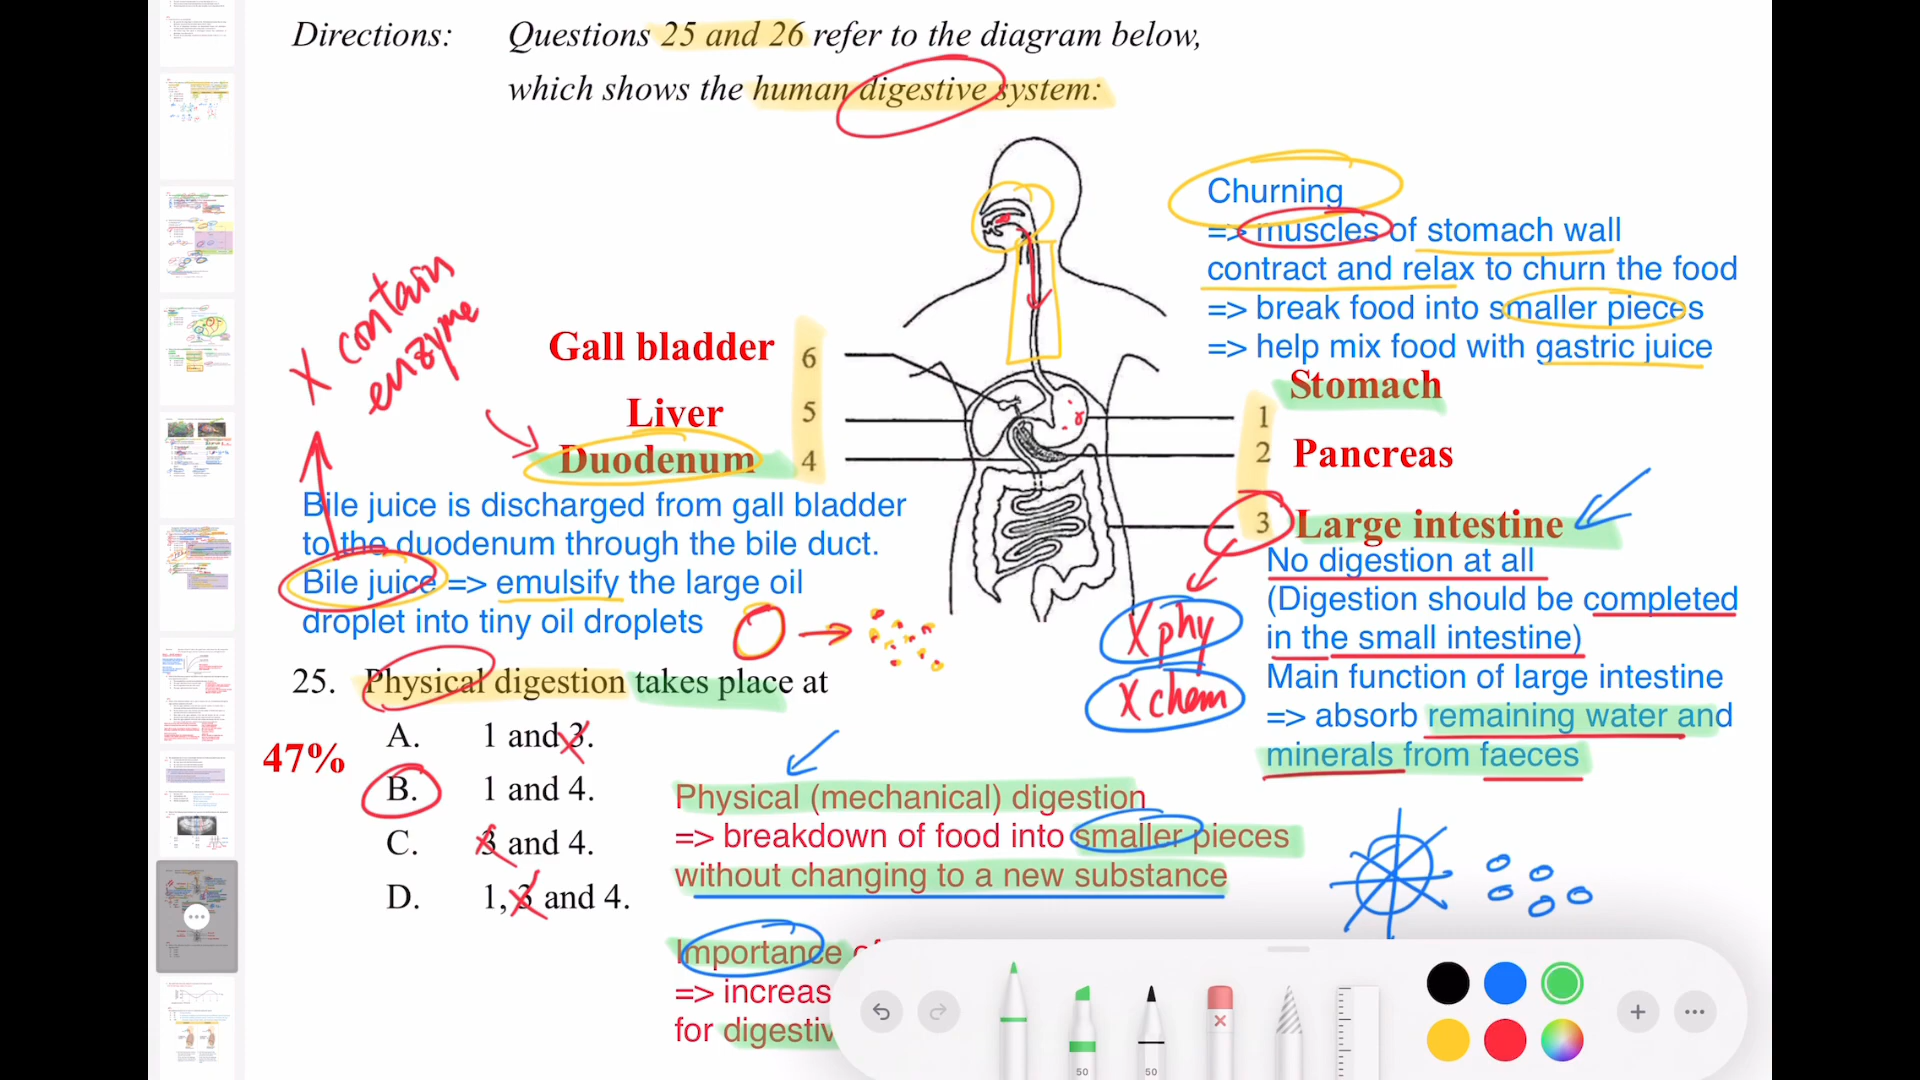 Directions: Questions 25 and 26 refer to the diagram below,
which shows the human digestive system:
Churning
=> muscles of stomach wall
contract and relax to churn the food
=> break food into smaller pieces
=> help mix food with gastric juice
X contain
enzyme
Gall bladder 6
Liver 5
Duodenum 4
Stomach
1
2 Pancreas
3 Large intestine
Bile juice is discharged from gall bladder
to the duodenum through the bile duct.
Bile juice => emulsify the large oil
droplet into tiny oil droplets
No digestion at all
(Digestion should be completed
in the small intestine)
Main function of large intestine
=> absorb remaining water and
minerals from faeces
X phy
X chem
25. Physical digestion takes place at
47%
A. 1 and 3.
B. 1 and 4.
C. 3 and 4.
D. 1, 3 and 4.
Physical (mechanical) digestion
=> breakdown of food into smaller pieces
without changing to a new substance
Importance of
=> increas
for digestiv
50
50